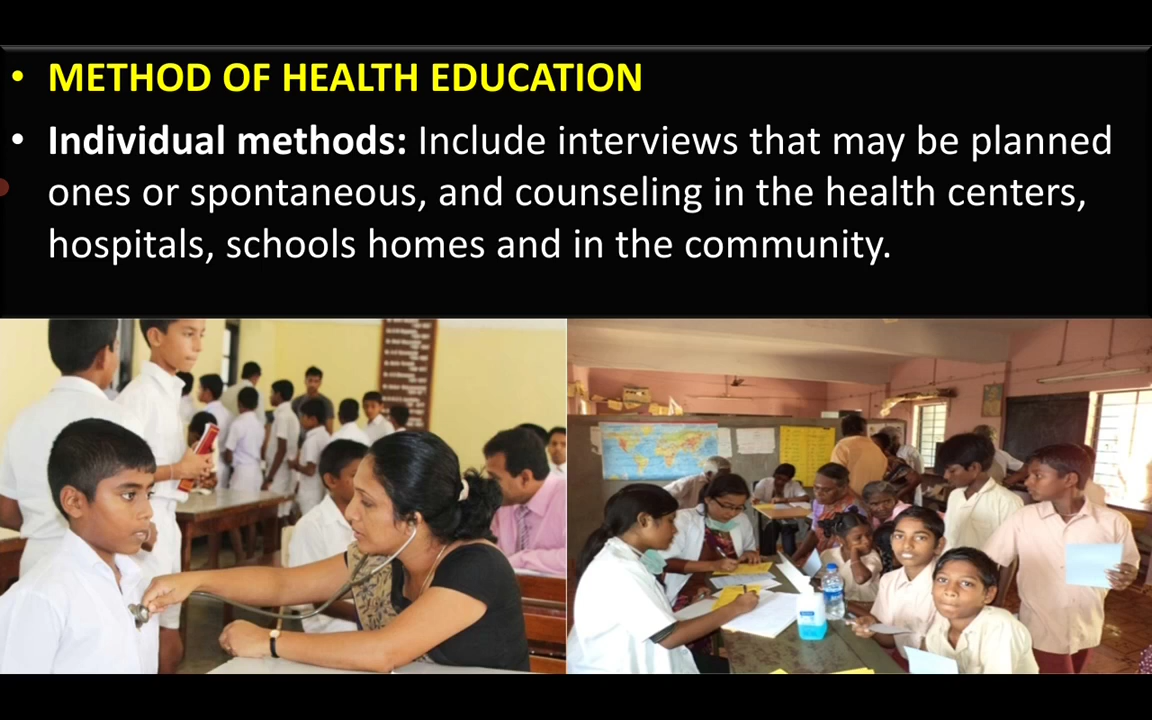 • METHOD OF HEALTH EDUCATION
• Individual methods: Include interviews that may be planned
ones or spontaneous, and counseling in the health centers,
hospitals, schools homes and in the community.